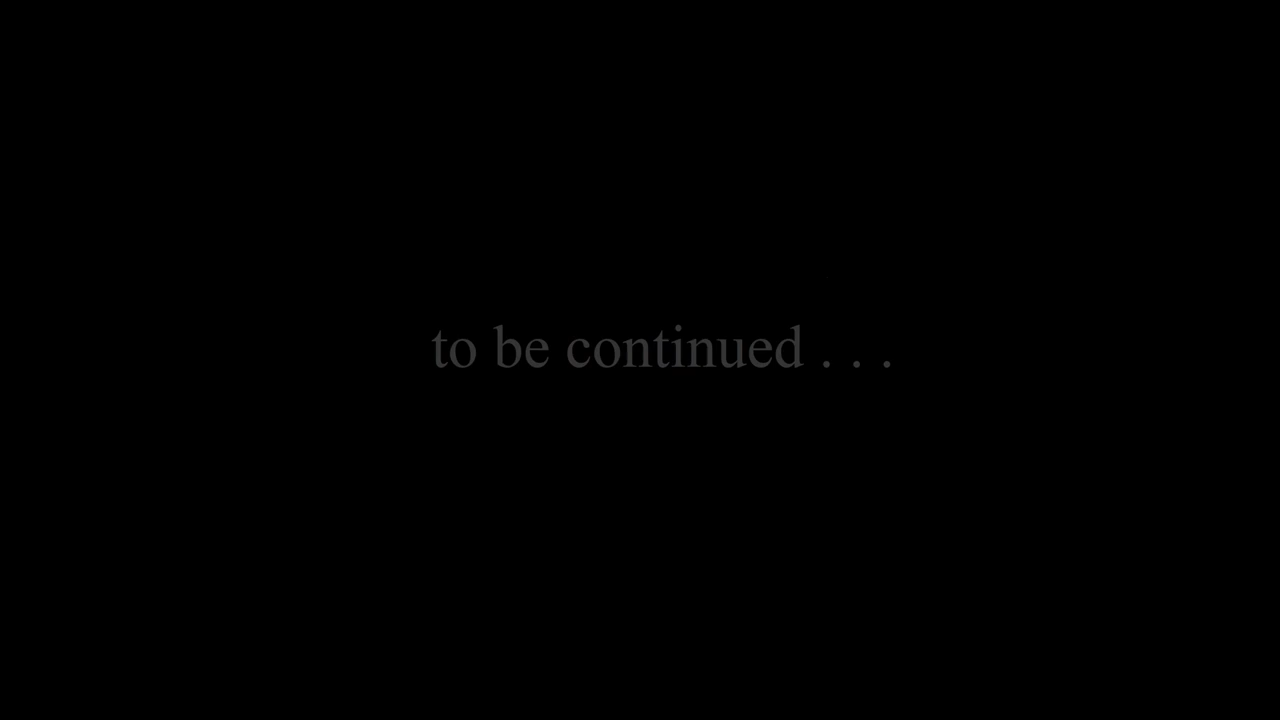 to be continued . . .